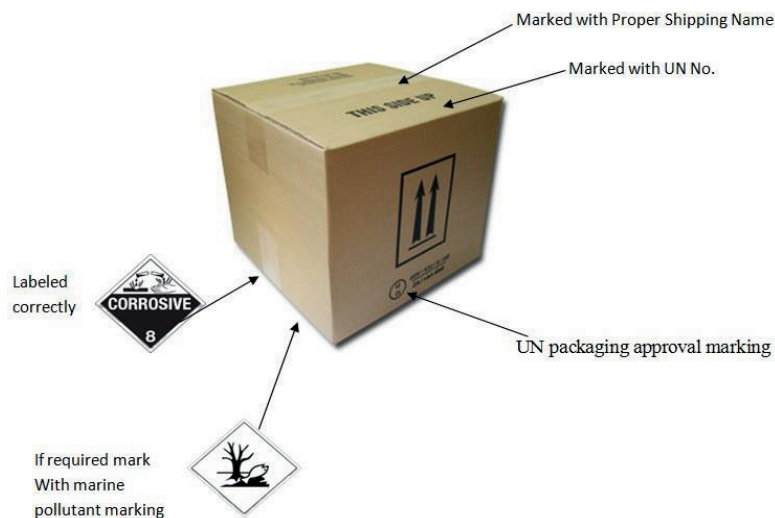 Marked with Proper Shipping Name
Marked with UN No.
THIS SIDE UP
Labeled
correctly
CORROSIVE
8
UN packaging approval marking
If required mark
With marine
pollutant marking